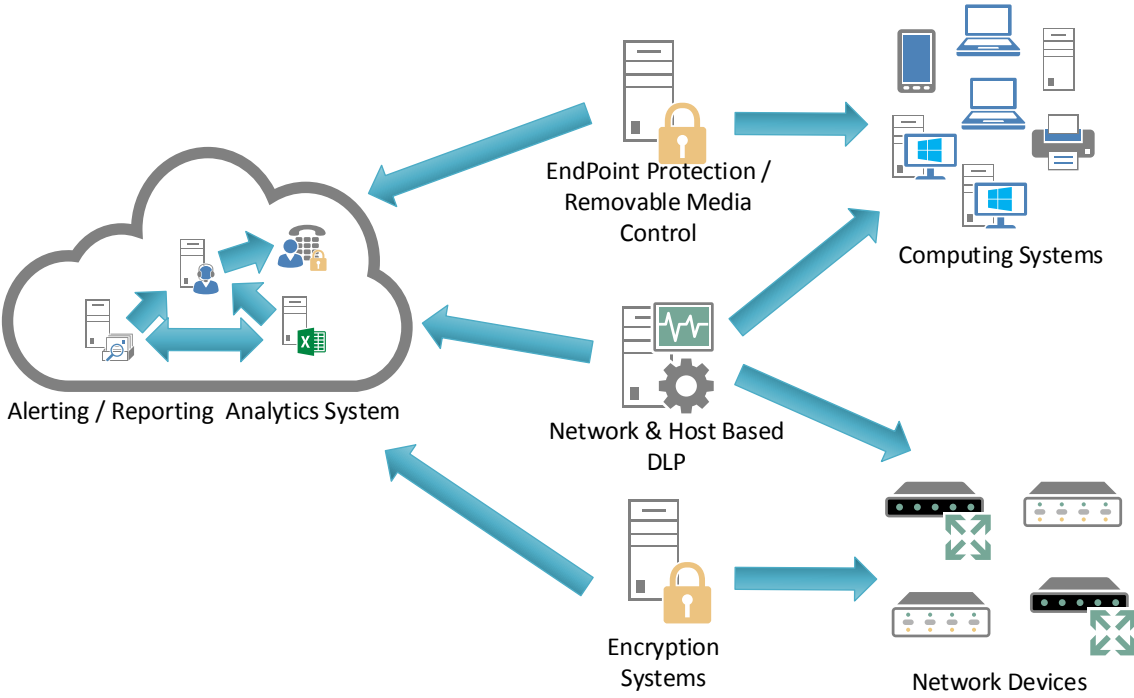 EndPoint Protection /
Removable Media
Control
Computing Systems
Alerting / Reporting  Analytics System
X
Network & Host Based
DLP
Encryption
Systems
Network Devices